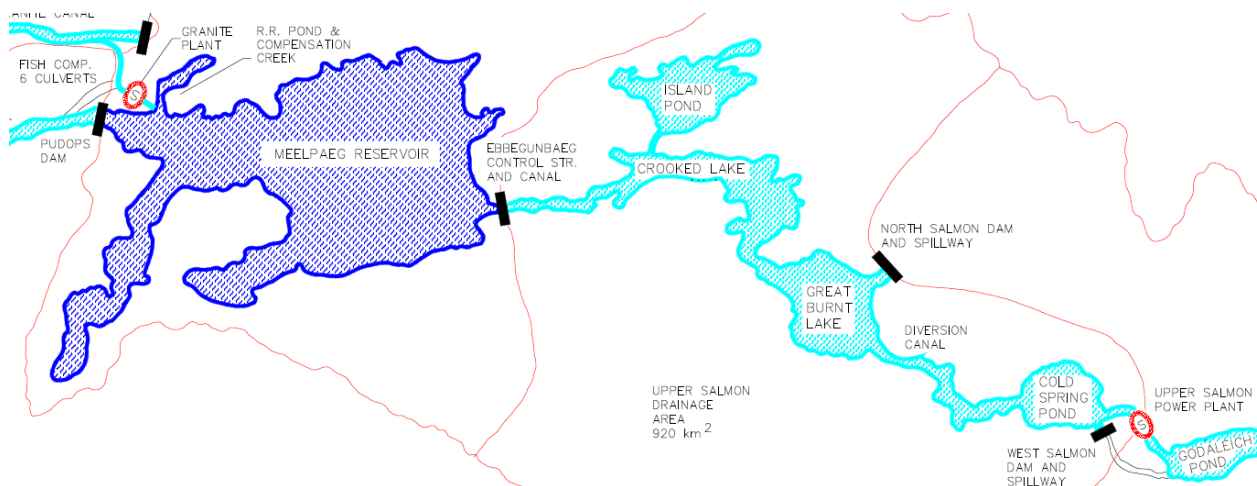 CANAL
GRANITE
PLANT
R.R. POND &
COMPENSATION
CREEK
FISH COMP.
6 CULVERTS
S
PUDOPS
DAM
MEELPAEG RESERVOIR
EBBEGUNBAEG
CONTROL STR.
AND CANAL
ISLAND
POND
CROOKED LAKE
NORTH SALMON DAM
AND SPILLWAY
GREAT
BURNT
LAKE
DIVERSION
CANAL
UPPER SALMON
DRAINAGE
AREA
920 km2
COLD
SPRING
POND
UPPER SALMON
POWER PLANT
S
WEST SALMON
DAM AND
SPILLWAY
GODALEICH
POND